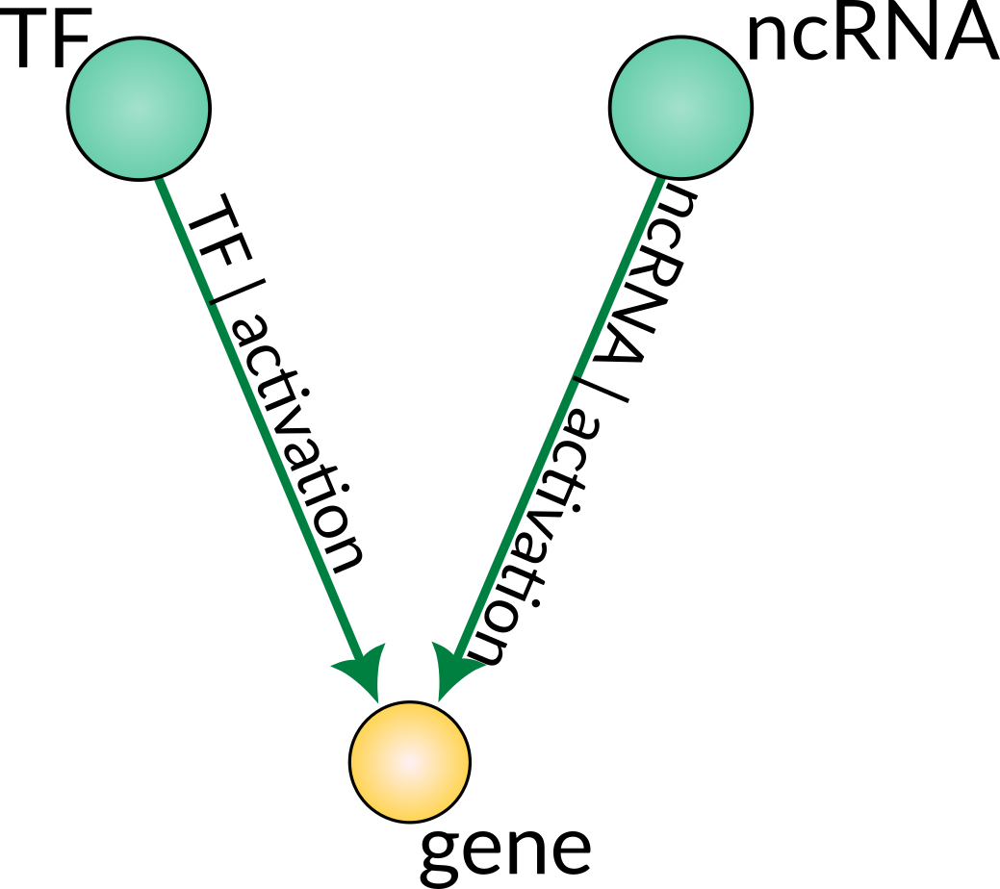 TF
ncRNA
TF | activation
ncRNA | activation
gene